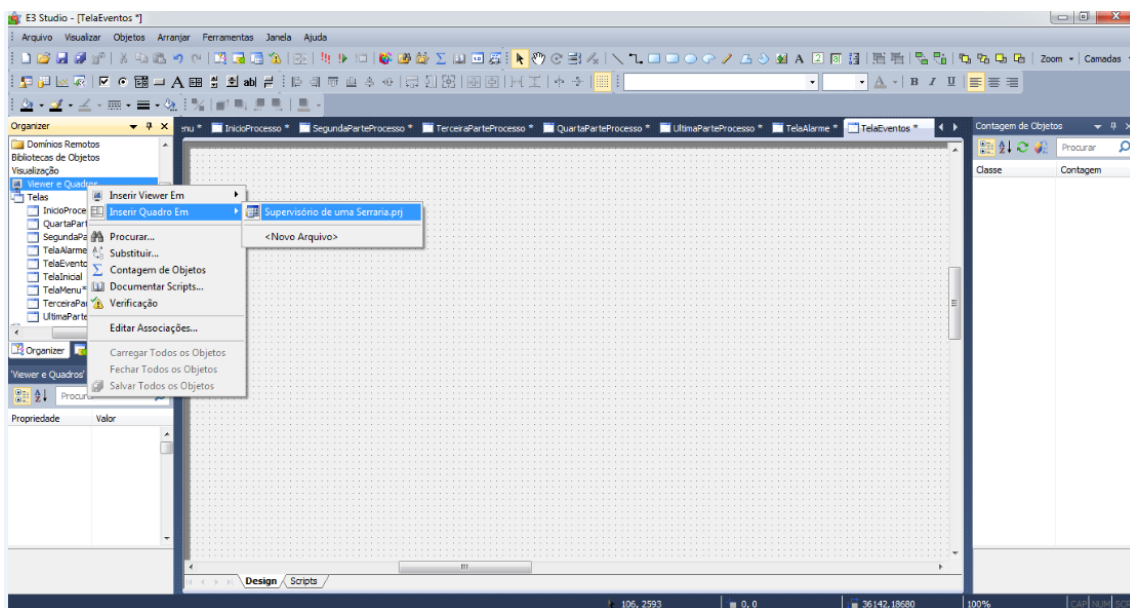 E3 Studio - [TelaEventos *]
Arquivo Visualizar Objetos Arranjar Ferramentas Janela Ajuda
Zoom Camadas
A B I U
Organizer
InicioProcesso * SegundaParteProcesso * TerceiraParteProcesso * QuartaParteProcesso * UltimaParteProcesso * TelaAlarme * TelaEventos *
Contagem de Objetos
Domínios Remotos
Bibliotecas de Objetos
Visualização
Viewer e Quadros
Telas
InicioProce
QuartaPart
SegundaPa
TelaAlarme
TelaEvento
TelaInicial
TelaMenu*
TerceiraPar
UltimaParte
Organizer
Inserir Viewer Em
Inserir Quadro Em
Procurar...
Substituir...
Contagem de Objetos
Documentar Scripts...
Verificação
Editar Associações...
Carregar Todos os Objetos
Fechar Todos os Objetos
Salvar Todos os Objetos
Supervisório de uma Serraria.prj
<Novo Arquivo>
Procurar
Classe Contagem
'Viewer e Quadros'
Propriedade Valor
Design Scripts
106, 2593 0, 0 36142,18680 100% CAP NUM